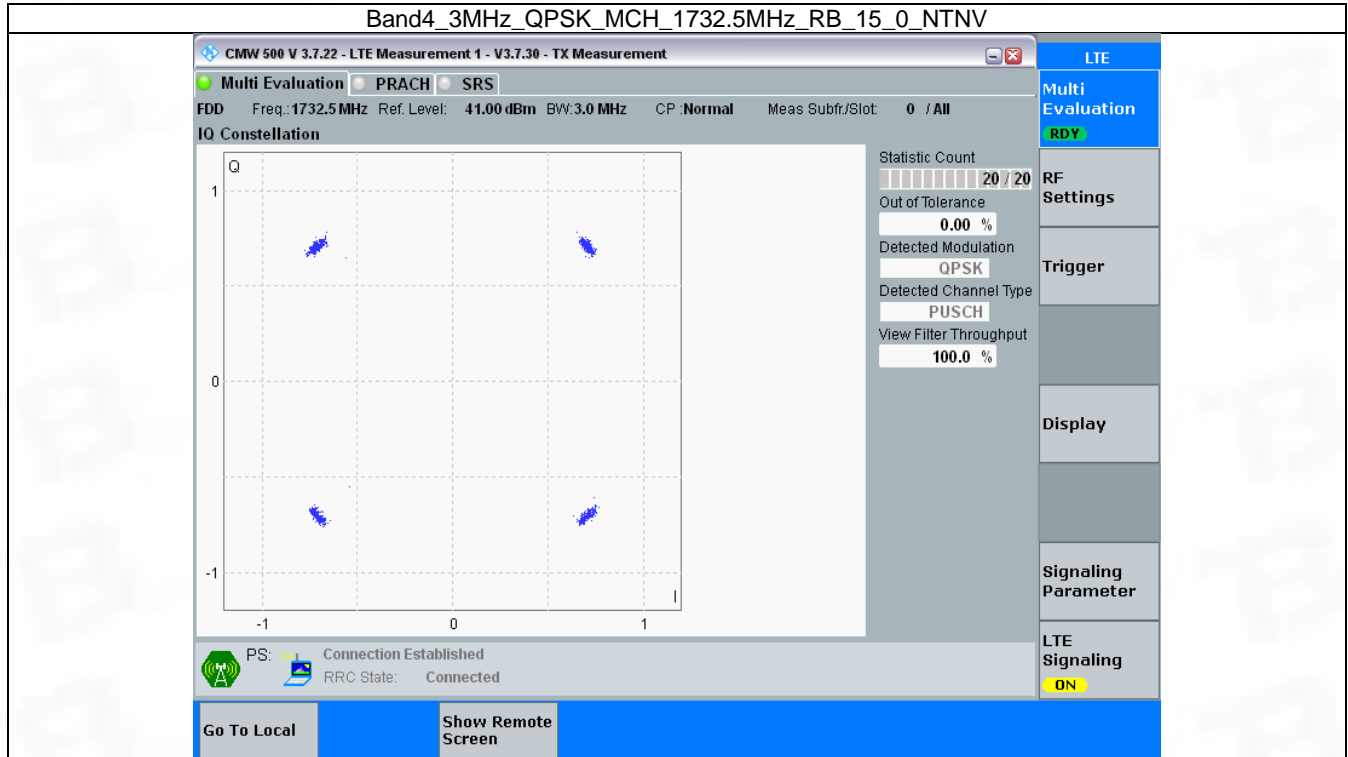 Band4_3MHz_QPSK_MCH_1732.5MHz_RB_15_0_NTNV
CMW 500 V 3.7.22 - LTE Measurement 1 - V3.7.30 - TX Measurement
LTE
Multi Evaluation PRACH SRS
Multi
Evaluation
RDY
FDD Freq.:1732.5 MHz Ref. Level: 41.00 dBm BW:3.0 MHz CP :Normal Meas Subfr./Slot: 0 / All
IQ Constellation
Q
1
0
-1
I
-1 0 1
Statistic Count
20 / 20
Out of Tolerance
0.00 %
Detected Modulation
QPSK
Detected Channel Type
PUSCH
View Filter Throughput
100.0 %
RF
Settings
Trigger
Display
Signaling
Parameter
LTE
Signaling
ON
PS: Connection Established
RRC State: Connected
Go To Local
Show Remote
Screen